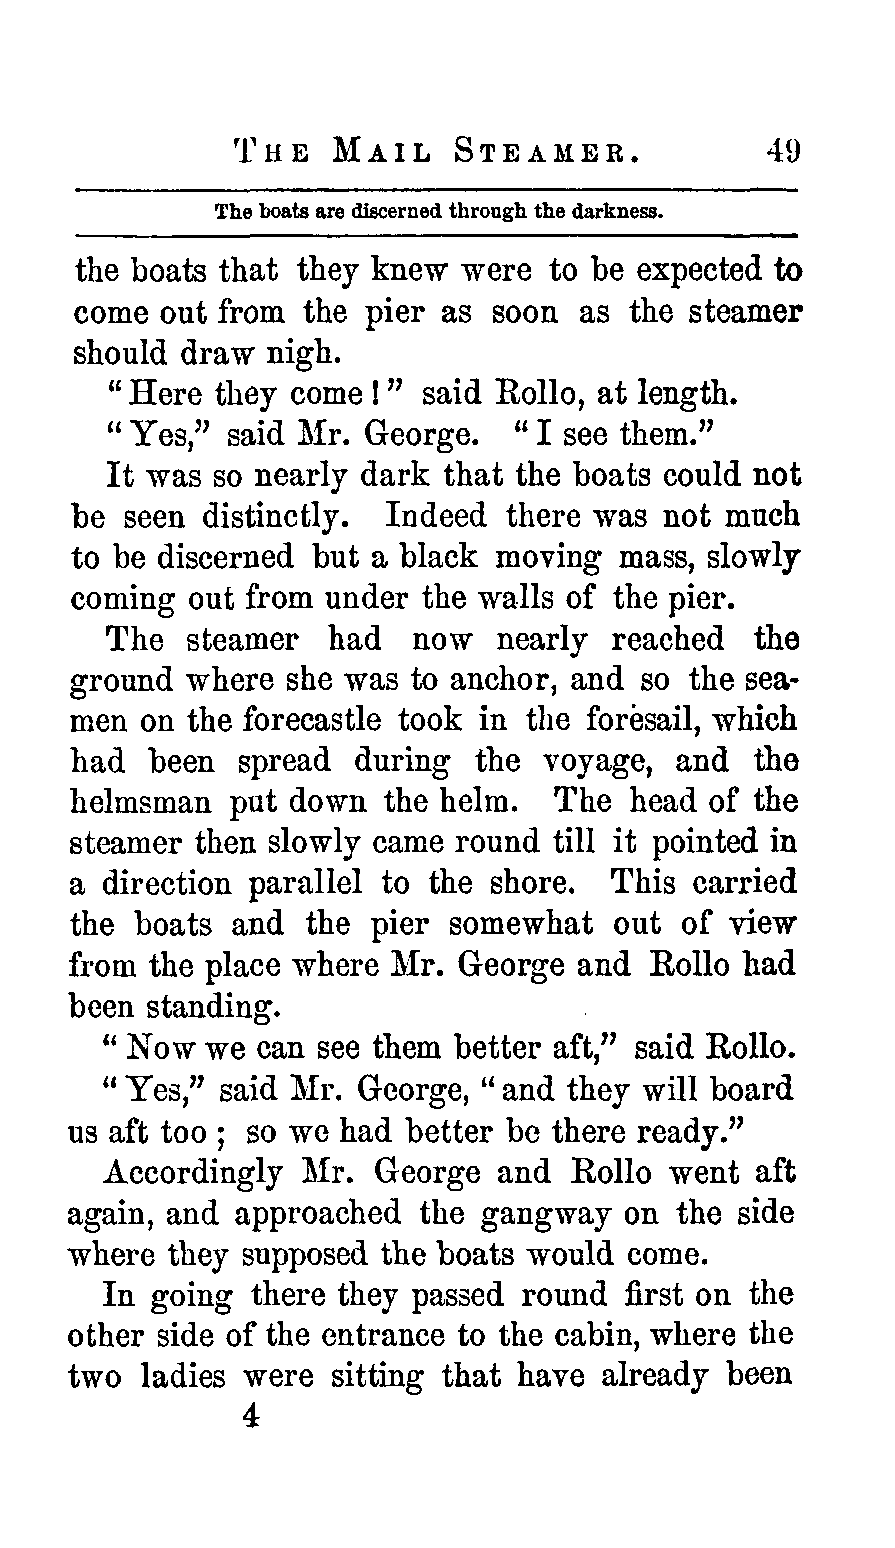 THE MAIL STEAMER. 49
The boats are discerned through the darkness.
the boats that they knew were to be expected to
come out from the pier as soon as the steamer
should draw nigh.
“Here they come!” said Rollo, at length.
“Yes,” said Mr. George. “I see them.”
It was so nearly dark that the boats could not
be seen distinctly. Indeed there was not much
to be discerned but a black moving mass, slowly
coming out from under the walls of the pier.
The steamer had now nearly reached the
ground where she was to anchor, and so the sea-
men on the forecastle took in the foresail, which
had been spread during the voyage, and the
helmsman put down the helm. The head of the
steamer then slowly came round till it pointed in
a direction parallel to the shore. This carried
the boats and the pier somewhat out of view
from the place where Mr. George and Rollo had
been standing.
“Now we can see them better aft,” said Rollo.
“Yes,” said Mr. George, “and they will board
us aft too; so we had better be there ready.”
Accordingly Mr. George and Rollo went aft
again, and approached the gangway on the side
where they supposed the boats would come.
In going there they passed round first on the
other side of the entrance to the cabin, where the
two ladies were sitting that have already been
4